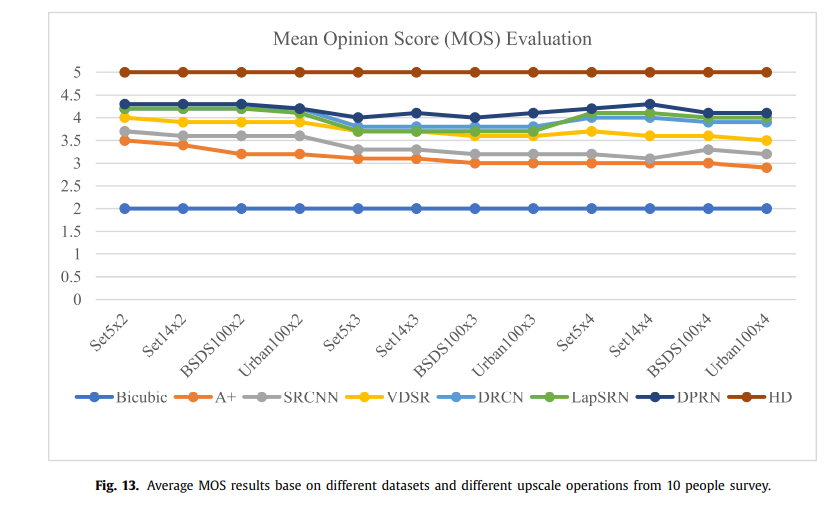 Mean Opinion Score (MOS) Evaluation
5
4.5
4
3.5
3
2.5
2
1.5
1
0.5
0
Set5x2
Set14x2
BSDS100x2
Urban100x2
Set5x3
Set14x3
BSDS100x3
Urban100x3
Set5x4
Set14x4
BSDS100x4
Urban100x4
Bicubic A+ SRCNN VDSR DRCN LapSRN DPRN HD
Fig. 13. Average MOS results base on different datasets and different upscale operations from 10 people survey.